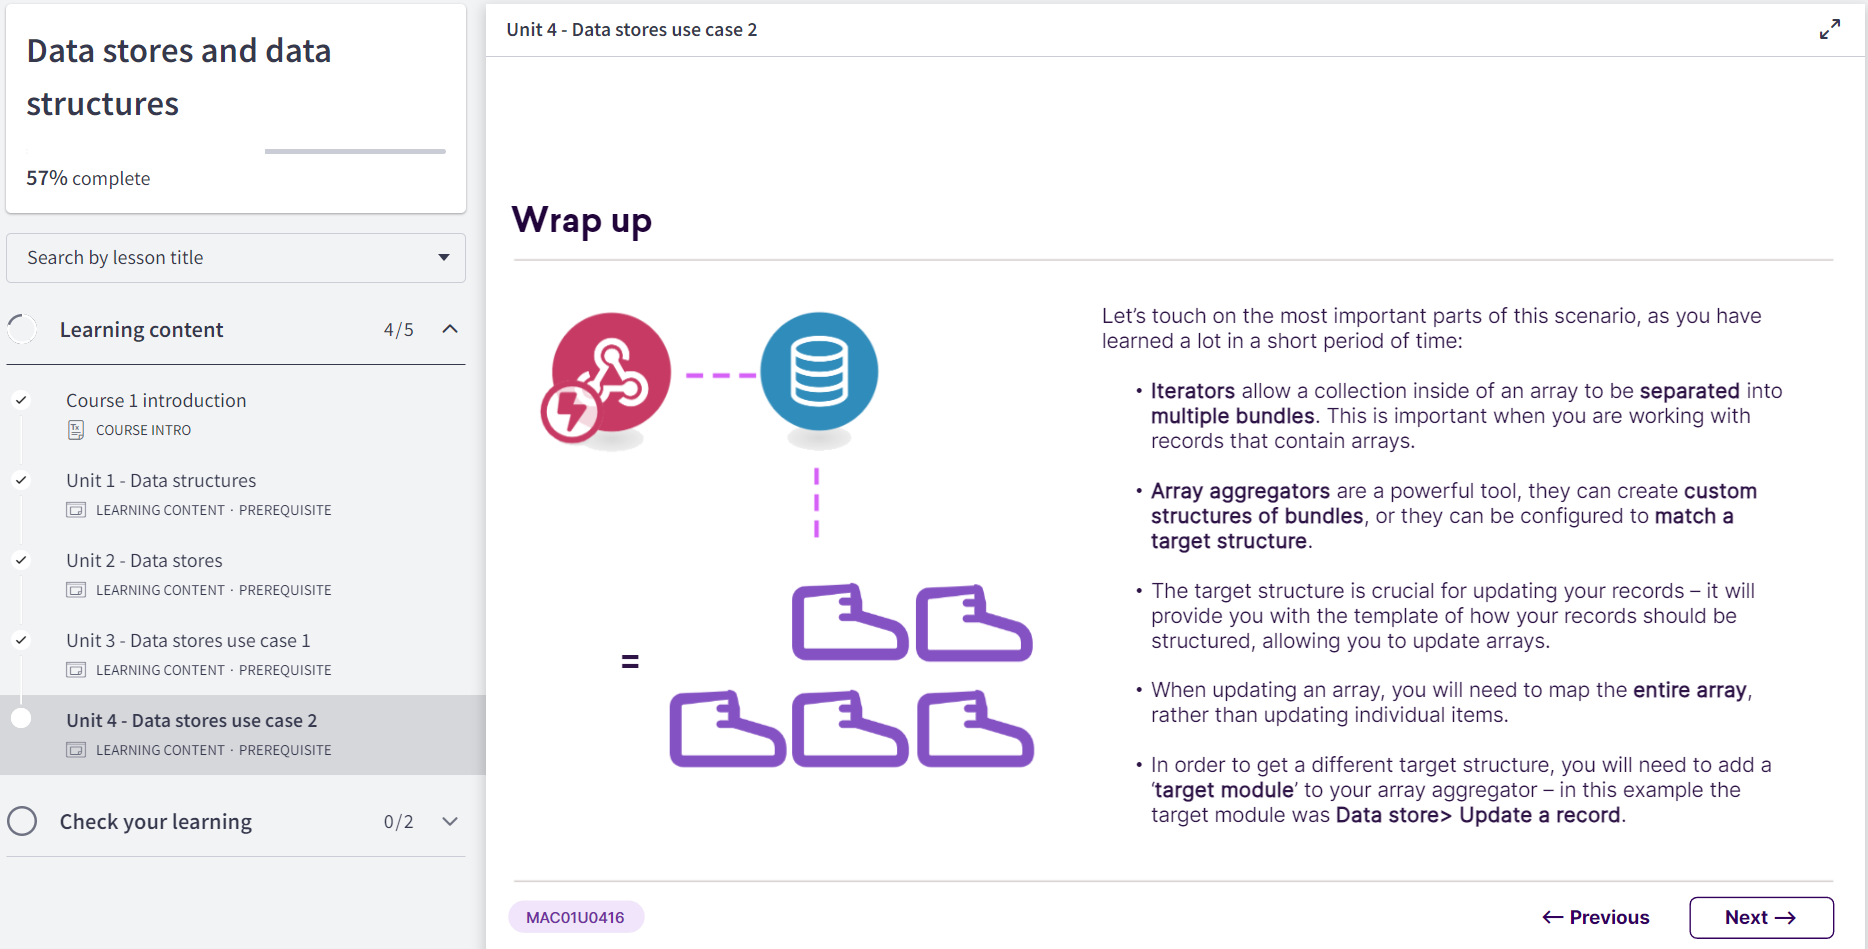 Data stores and data
structures
57% complete
Search by lesson title
Learning content 4/5
Course 1 introduction
COURSE INTRO
Unit 1 - Data structures
LEARNING CONTENT · PREREQUISITE
Unit 2 - Data stores
LEARNING CONTENT · PREREQUISITE
Unit 3 - Data stores use case 1
LEARNING CONTENT · PREREQUISITE
Unit 4 - Data stores use case 2
LEARNING CONTENT · PREREQUISITE
Check your learning 0/2
Unit 4 - Data stores use case 2
Wrap up
=
Let’s touch on the most important parts of this scenario, as you have
learned a lot in a short period of time:
• Iterators allow a collection inside of an array to be separated into
multiple bundles. This is important when you are working with
records that contain arrays.
• Array aggregators are a powerful tool, they can create custom
structures of bundles, or they can be configured to match a
target structure.
• The target structure is crucial for updating your records – it will
provide you with the template of how your records should be
structured, allowing you to update arrays.
• When updating an array, you will need to map the entire array,
rather than updating individual items.
• In order to get a different target structure, you will need to add a
‘target module’ to your array aggregator – in this example the
target module was Data store> Update a record.
MAC01U0416
← Previous
Next →